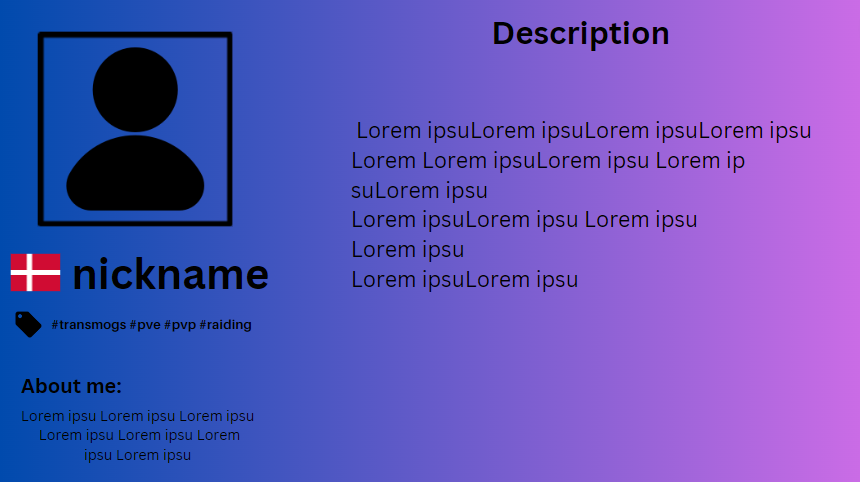 Description
Lorem ipsuLorem ipsuLorem ipsuLorem ipsu
Lorem Lorem ipsuLorem ipsu Lorem ip
suLorem ipsu
Lorem ipsuLorem ipsu Lorem ipsu
Lorem ipsu
Lorem ipsuLorem ipsu
nickname
#transmogs #pve #pvp #raiding
About me:
Lorem ipsu Lorem ipsu Lorem ipsu
Lorem ipsu Lorem ipsu Lorem
ipsu Lorem ipsu